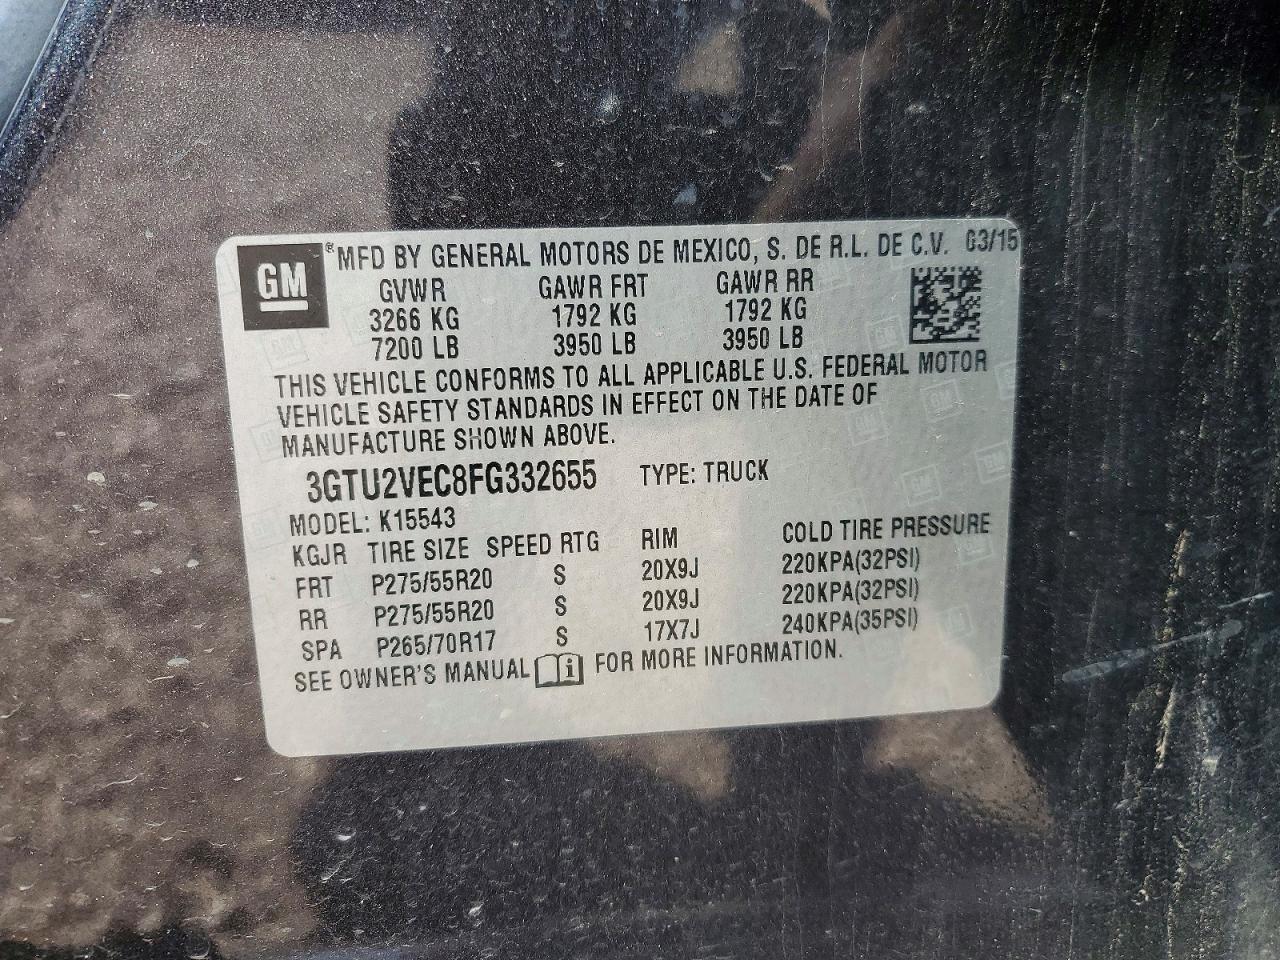 GM ® MFD BY GENERAL MOTORS DE MEXICO, S. DE R.L. DE C.V. 03/15
GVWR GAWR FRT GAWR RR
3266 KG 1792 KG 1792 KG
7200 LB 3950 LB 3950 LB
THIS VEHICLE CONFORMS TO ALL APPLICABLE U.S. FEDERAL MOTOR
VEHICLE SAFETY STANDARDS IN EFFECT ON THE DATE OF
MANUFACTURE SHOWN ABOVE.
3GTU2VEC8FG332655 TYPE: TRUCK
MODEL: K15543
KGJR TIRE SIZE SPEED RTG RIM COLD TIRE PRESSURE
FRT P275/55R20 S 20X9J 220KPA(32PSI)
RR P275/55R20 S 20X9J 220KPA(32PSI)
SPA P265/70R17 S 17X7J 240KPA(35PSI)
SEE OWNER'S MANUAL i FOR MORE INFORMATION.